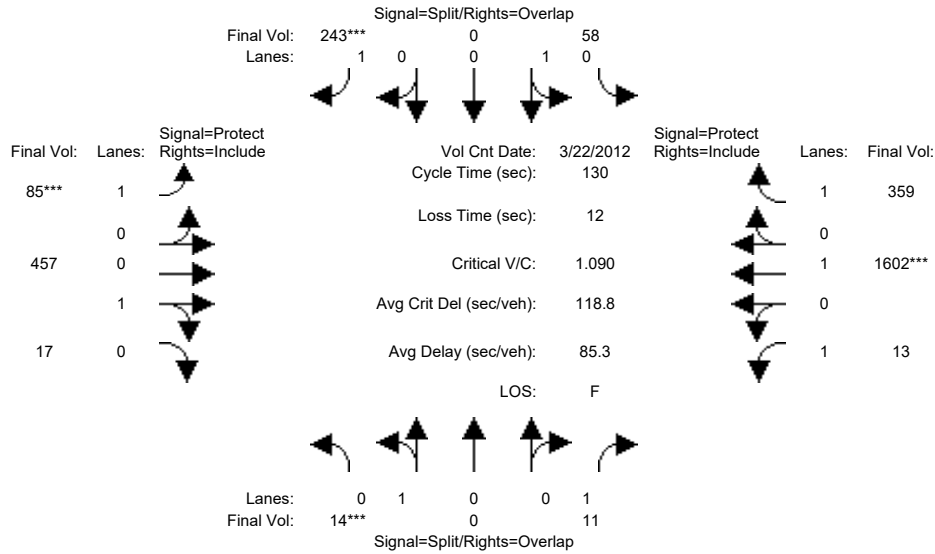 Signal=Split/Rights=Overlap
Final Vol: 243*** 0 58
Lanes: 1 0 0 1 0
Signal=Protect Signal=Protect
Final Vol: Lanes: Rights=Include Vol Cnt Date: 3/22/2012 Rights=Include Lanes: Final Vol:
Cycle Time (sec): 130
85*** 1 1 359
Loss Time (sec): 12
0 0
457 0 Critical V/C: 1.090 1 1602***
1 Avg Crit Del (sec/veh): 118.8 0
17 0 Avg Delay (sec/veh): 85.3 1 13
LOS: F
Lanes: 0 1 0 0 1
Final Vol: 14*** 0 11
Signal=Split/Rights=Overlap